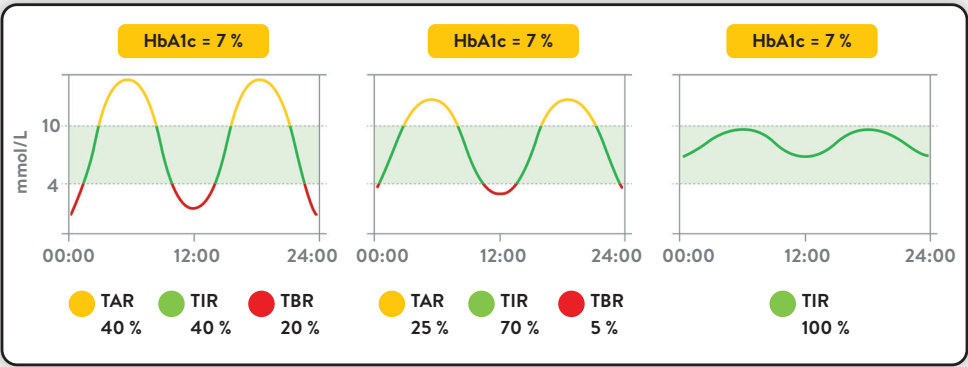 HbA1c = 7 %
HbA1c = 7 %
HbA1c = 7 %
mmol/L
10
4
00:00 12:00 24:00
00:00 12:00 24:00
00:00 12:00 24:00
TAR TIR TBR
40 % 40 % 20 %
TAR TIR TBR
25 % 70 % 5 %
TIR
100 %